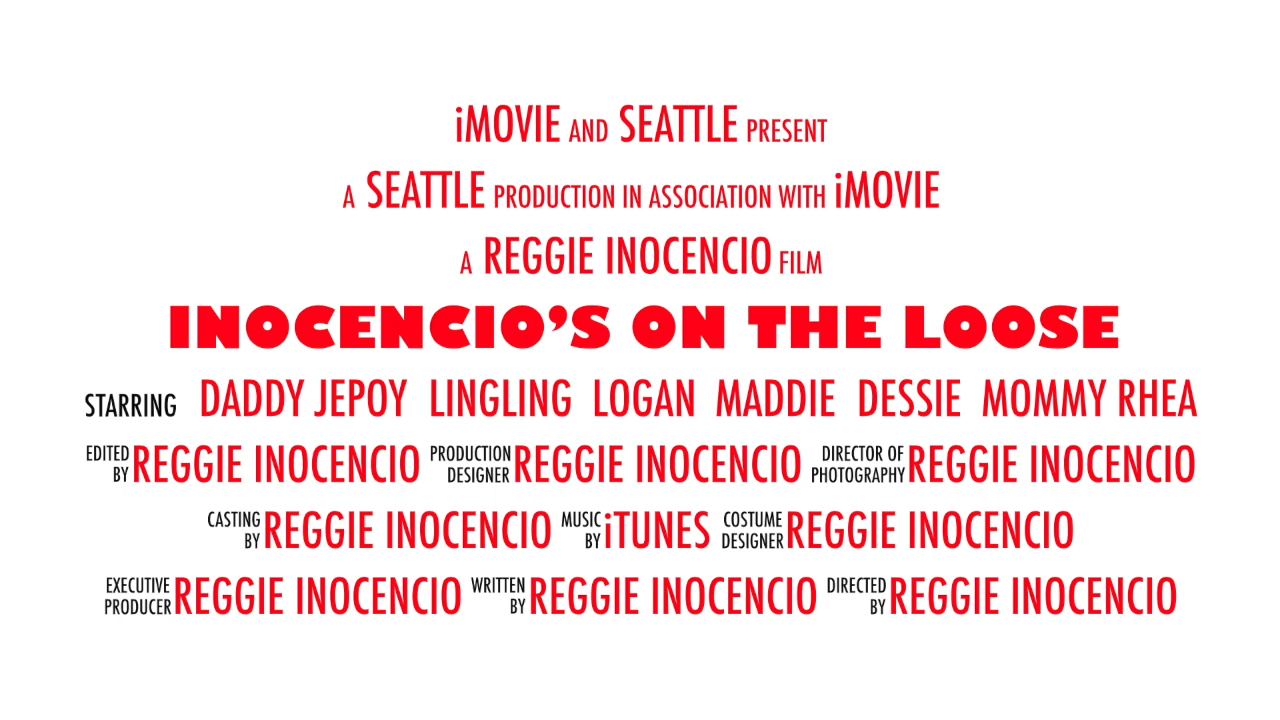 iMOVIE AND SEATTLE PRESENT
A SEATTLE PRODUCTION IN ASSOCIATION WITH iMOVIE
A REGGIE INOCENCIO FILM
INOCENCIO'S ON THE LOOSE
STARRING DADDY JEPOY LINGLING LOGAN MADDIE DESSIE MOMMY RHEA
EDITED BY REGGIE INOCENCIO PRODUCTION DESIGNER REGGIE INOCENCIO DIRECTOR OF PHOTOGRAPHY REGGIE INOCENCIO
CASTING BY REGGIE INOCENCIO MUSIC BY iTUNES COSTUME DESIGNER REGGIE INOCENCIO
EXECUTIVE PRODUCER REGGIE INOCENCIO WRITTEN BY REGGIE INOCENCIO DIRECTED BY REGGIE INOCENCIO